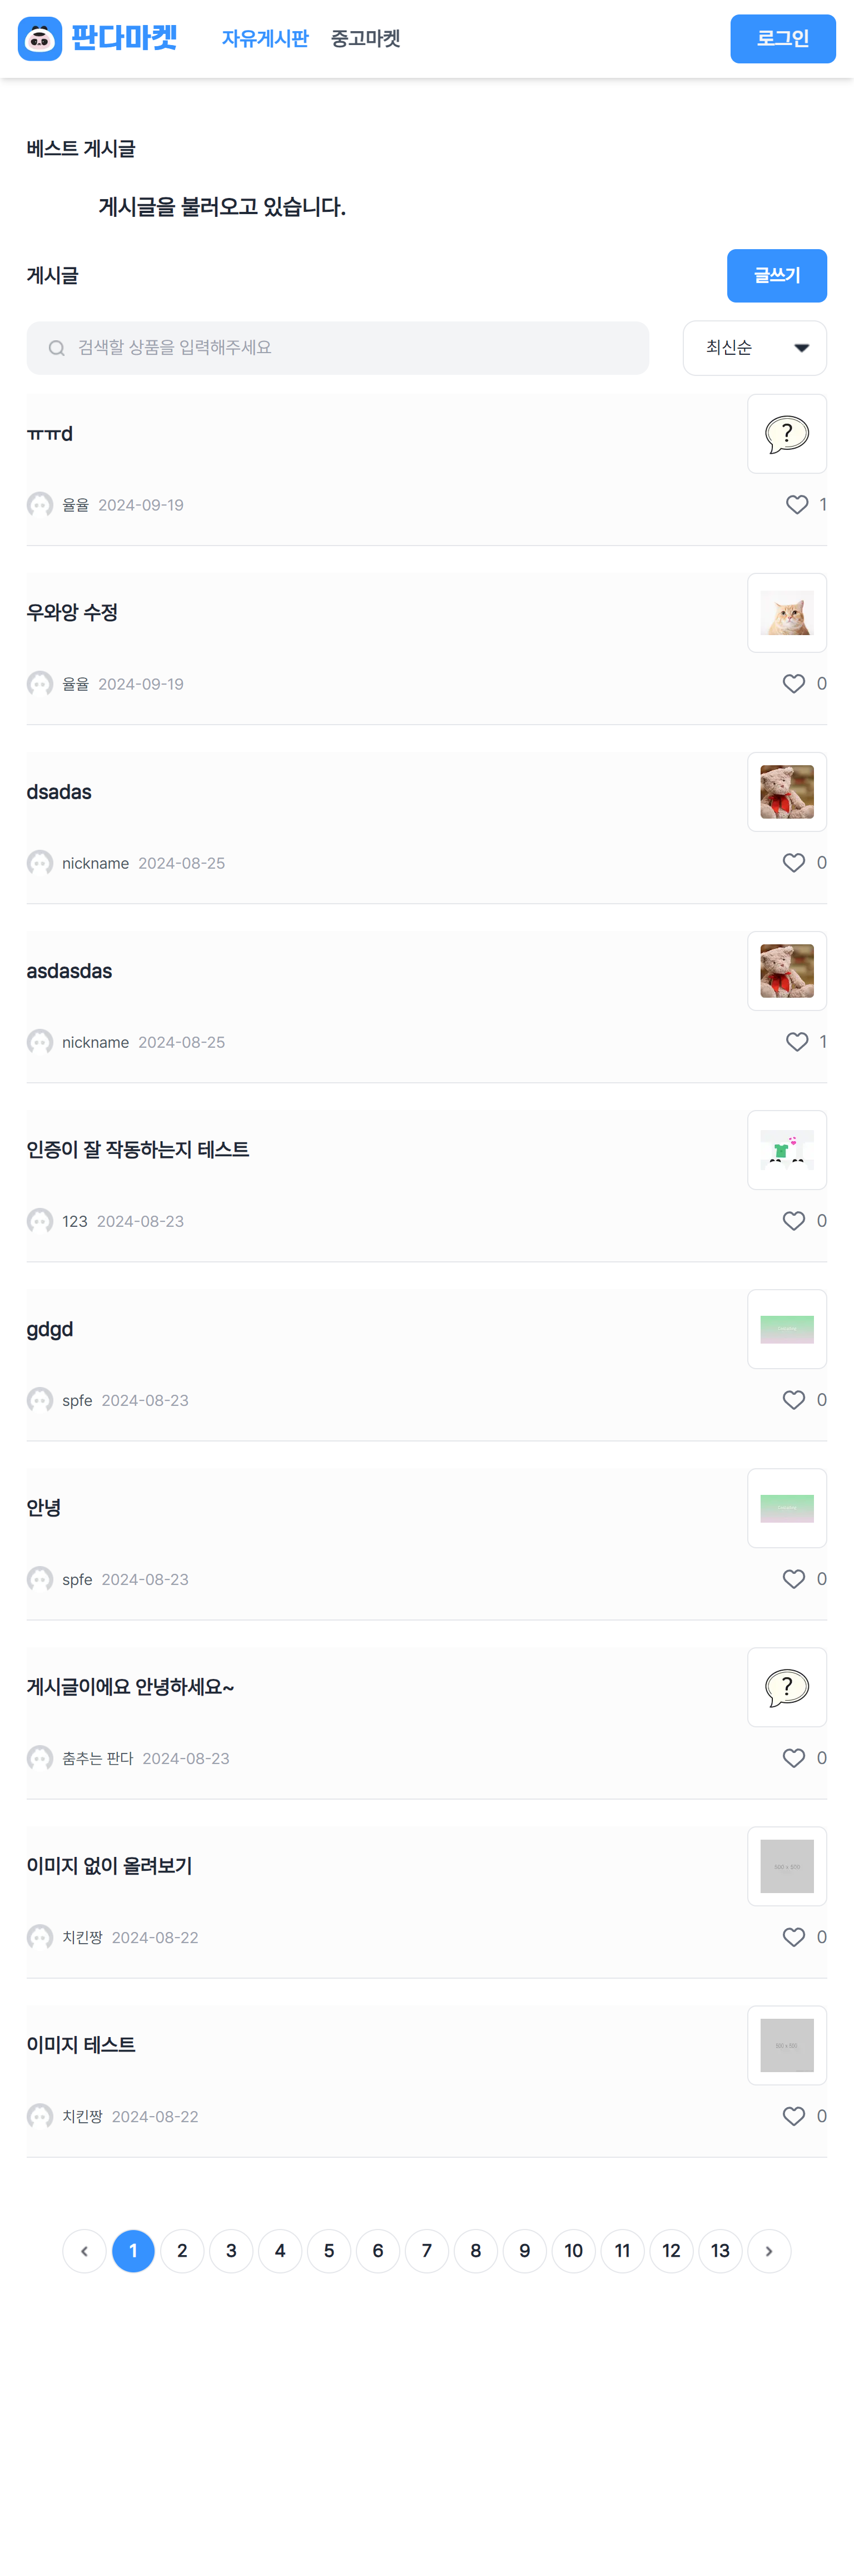 판다마켓 자유게시판 중고마켓 로그인
베스트 게시글
게시글을 불러오고 있습니다.
게시글 글쓰기
검색할 상품을 입력해주세요 최신순
ㅠㅠd
?
율율 2024-09-19 1
우와앙 수정
율율 2024-09-19 0
dsadas
nickname 2024-08-25 0
asdasdas
nickname 2024-08-25 1
인증이 잘 작동하는지 테스트
123 2024-08-23 0
gdgd
spfe 2024-08-23 0
안녕
spfe 2024-08-23 0
게시글이에요 안녕하세요~
?
춤추는 판다 2024-08-23 0
이미지 없이 올려보기
치킨짱 2024-08-22 0
이미지 테스트
치킨짱 2024-08-22 0
1 2 3 4 5 6 7 8 9 10 11 12 13